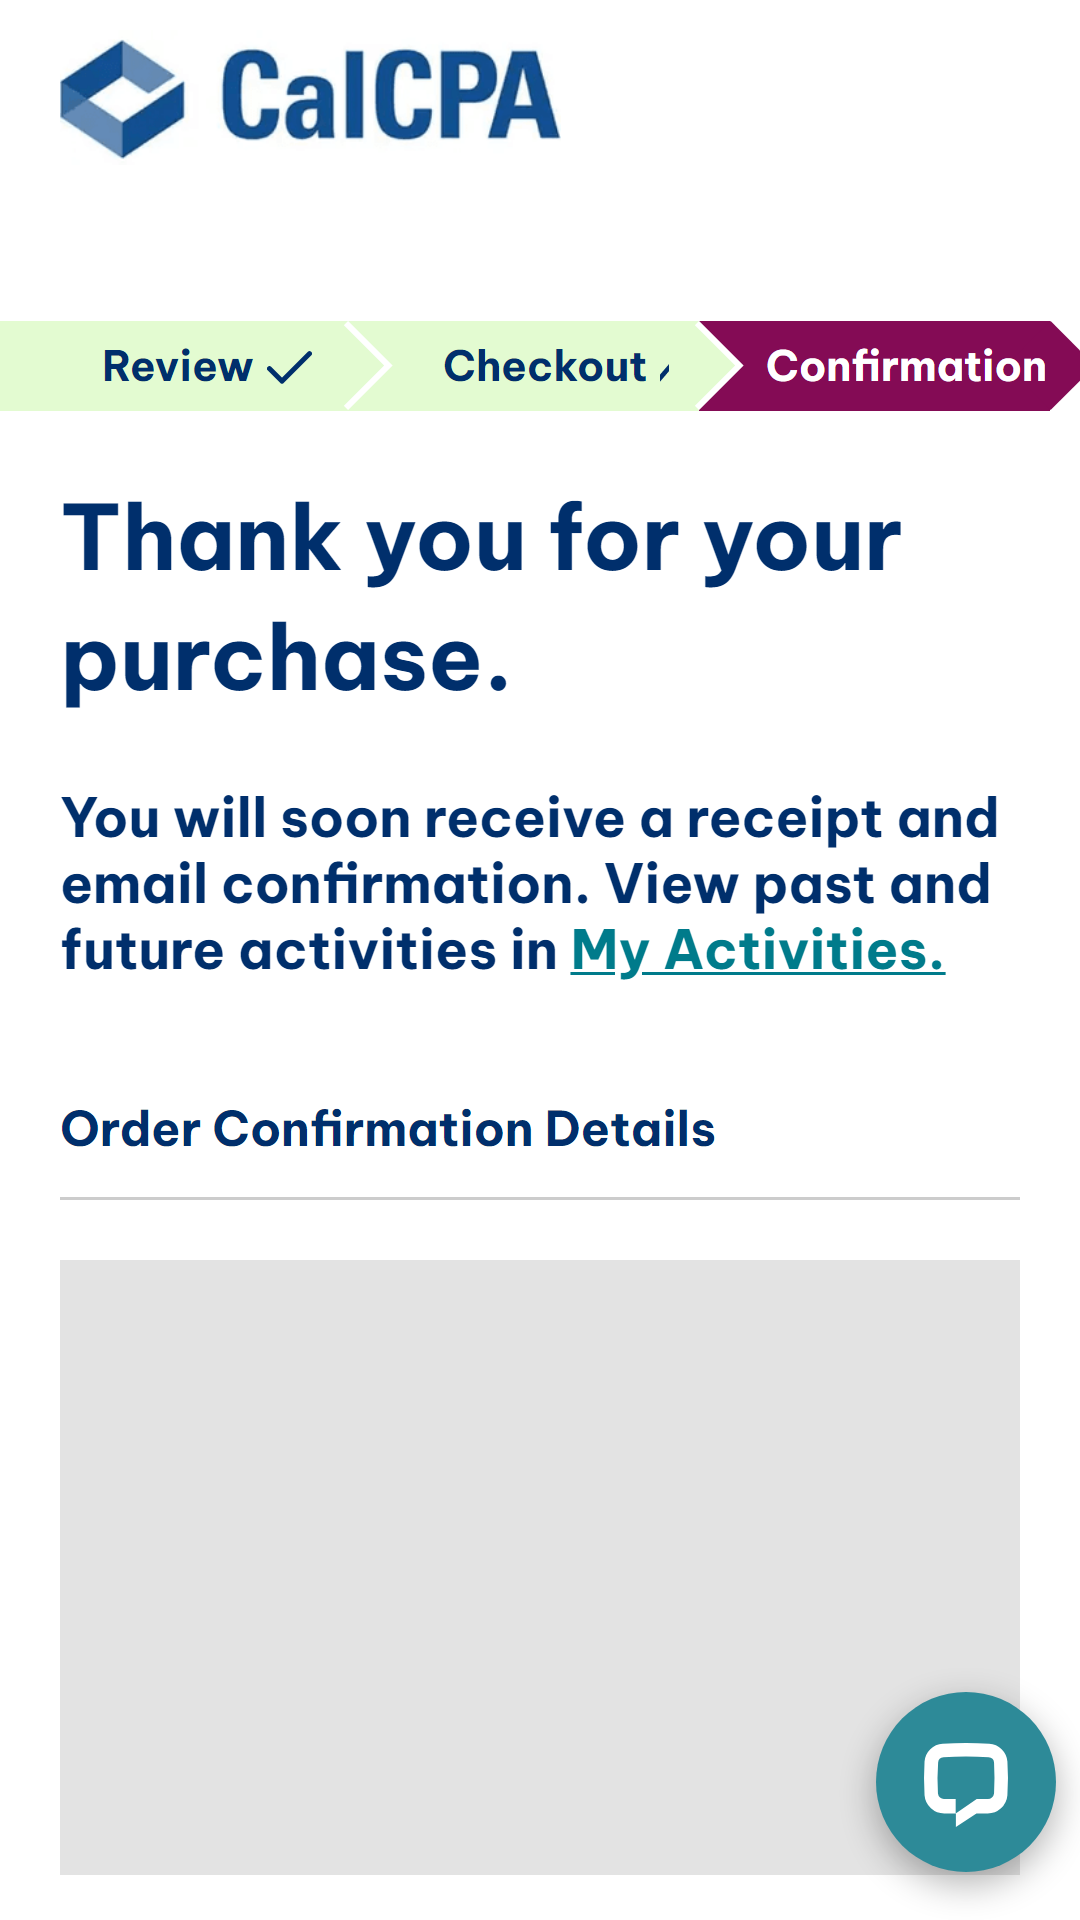 CalCPA
Review
Checkout
Confirmation
Thank you for your
purchase.
You will soon receive a receipt and
email confirmation. View past and
future activities in My Activities.
Order Confirmation Details